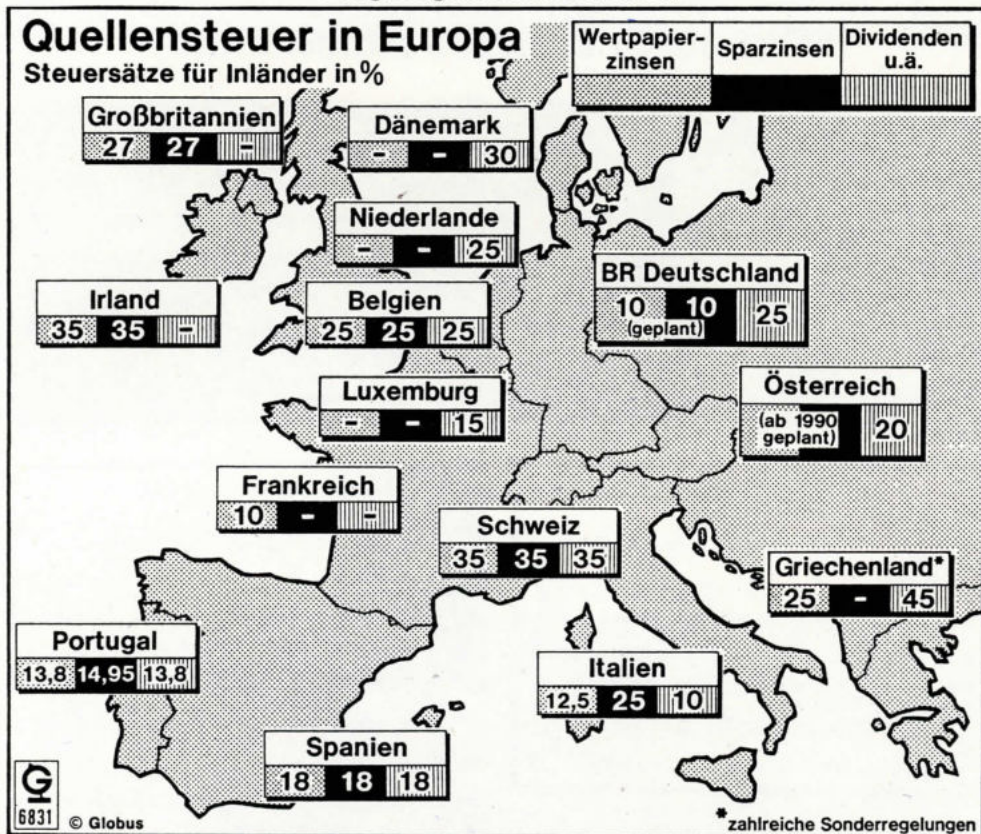 Quellensteuer in Europa
Steuersätze für Inländer in %
Wertpapier-
zinsen
Sparzinsen
Dividenden
u.ä.
Großbritannien
27 27 -
Dänemark
- - 30
Niederlande
- - 25
BR Deutschland
10 10 25
(geplant)
Irland
35 35 -
Belgien
25 25 25
Luxemburg
- - 15
Österreich
(ab 1990
geplant)
20
Frankreich
10 - -
Schweiz
35 35 35
Griechenland*
25 - 45
Portugal
13,8 14,95 13,8
Italien
12,5 25 10
Spanien
18 18 18
G
6831
© Globus
*zahlreiche Sonderregelungen